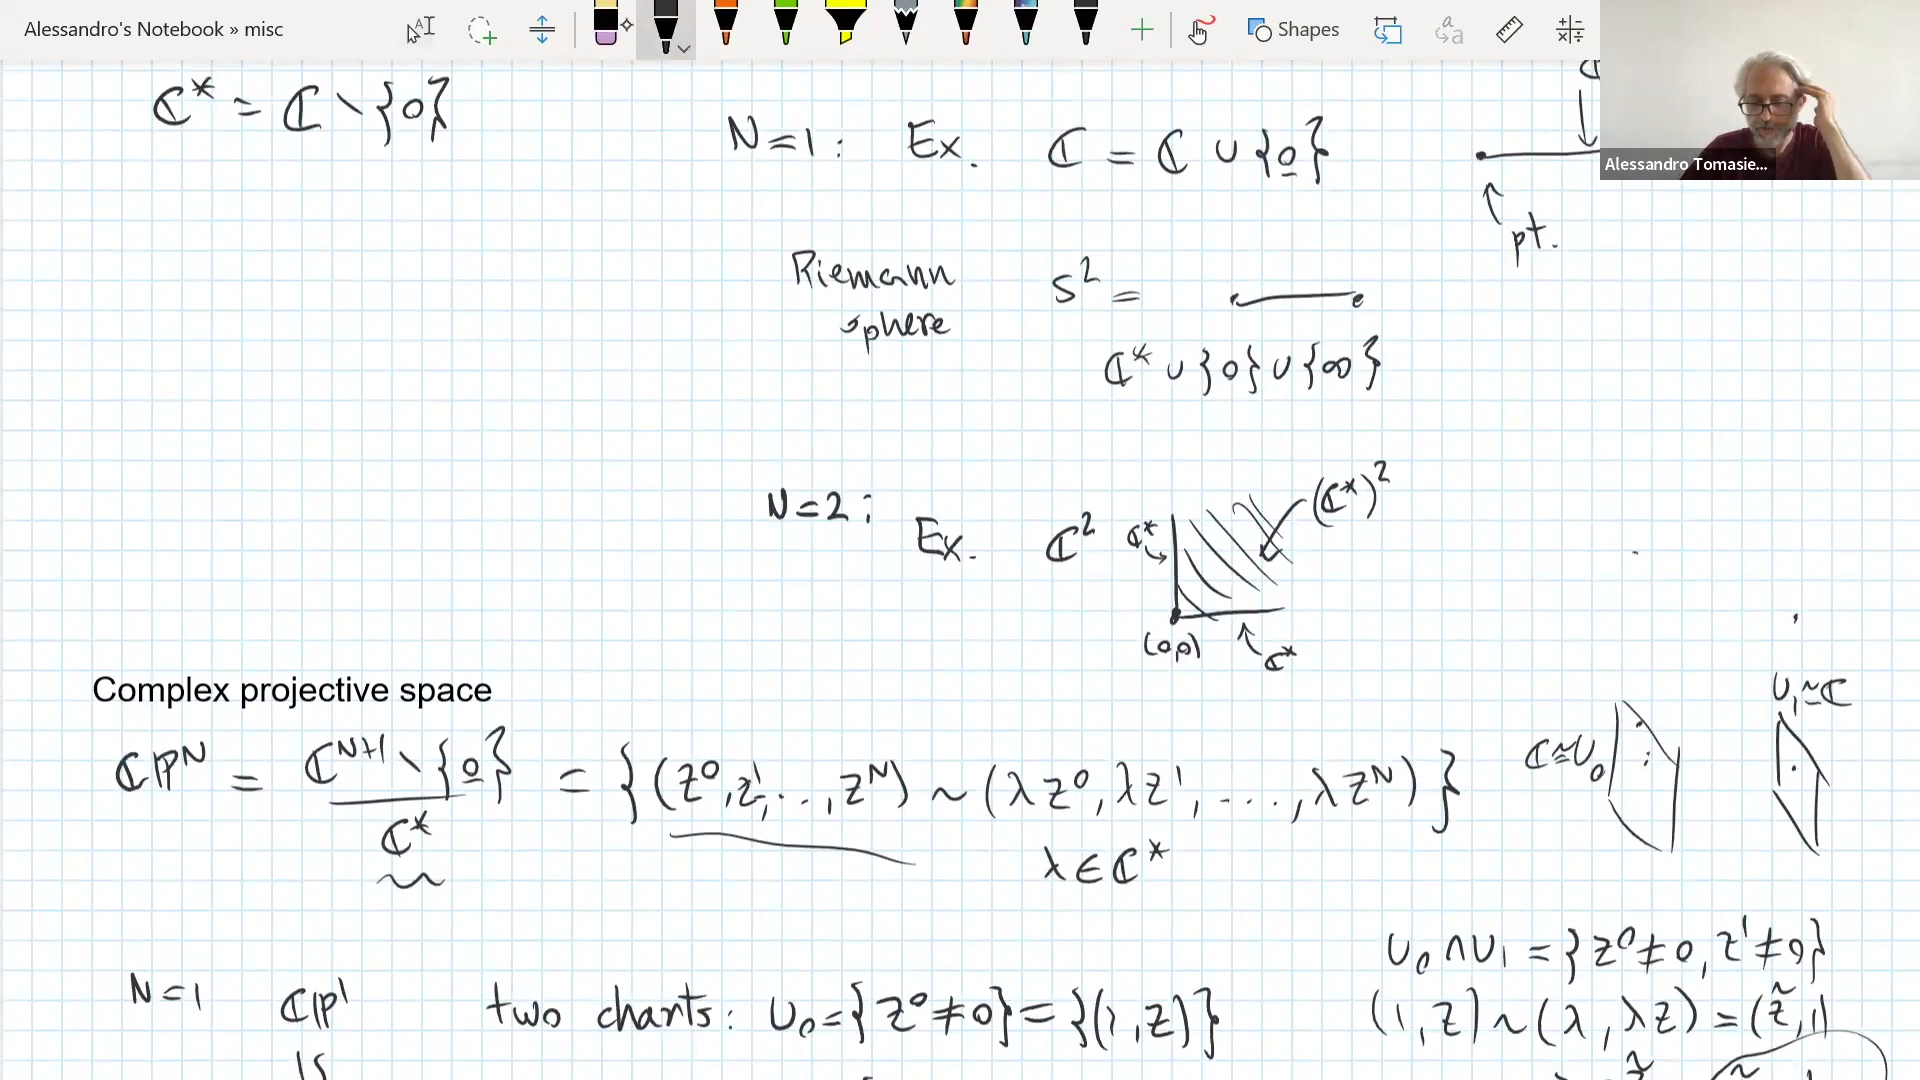 Alessandro's Notebook » misc
Shapes
Alessandro Tomasie...
ℂ* = ℂ \ {0}
N=1: Ex. ℂ = ℂ ∪ {0}
pt.
Riemann sphere
S² =
ℂ* ∪ {0} ∪ {∞}
N=2: Ex. ℂ²
ℂ*
(ℂ*)²
(0,0)
ℂ*
Complex projective space
ℂℙᴺ = (ℂᴺ⁺¹ \ {0}) / ℂ* = {(z⁰, z¹, ..., zᴺ) ~ (λz⁰, λz¹, ...., λzᴺ)}
λ ∈ ℂ*
ℂ ≅ U₀
U₁ ≃ ℂ
U₀ ∩ U₁ = {z⁰ ≠ 0, z¹ ≠ 0}
N=1 ℂℙ¹ two charts: U₀ = {z⁰ ≠ 0} = {(1, z)}
(1, z) ~ (λ, λz) = (z̃, 1)